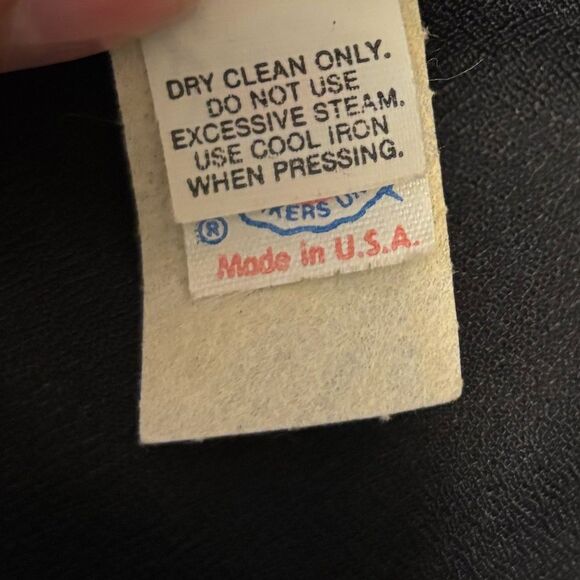 DRY CLEAN ONLY.
DO NOT USE
EXCESSIVE STEAM.
USE COOL IRON
WHEN PRESSING.
®
Made in U.S.A.